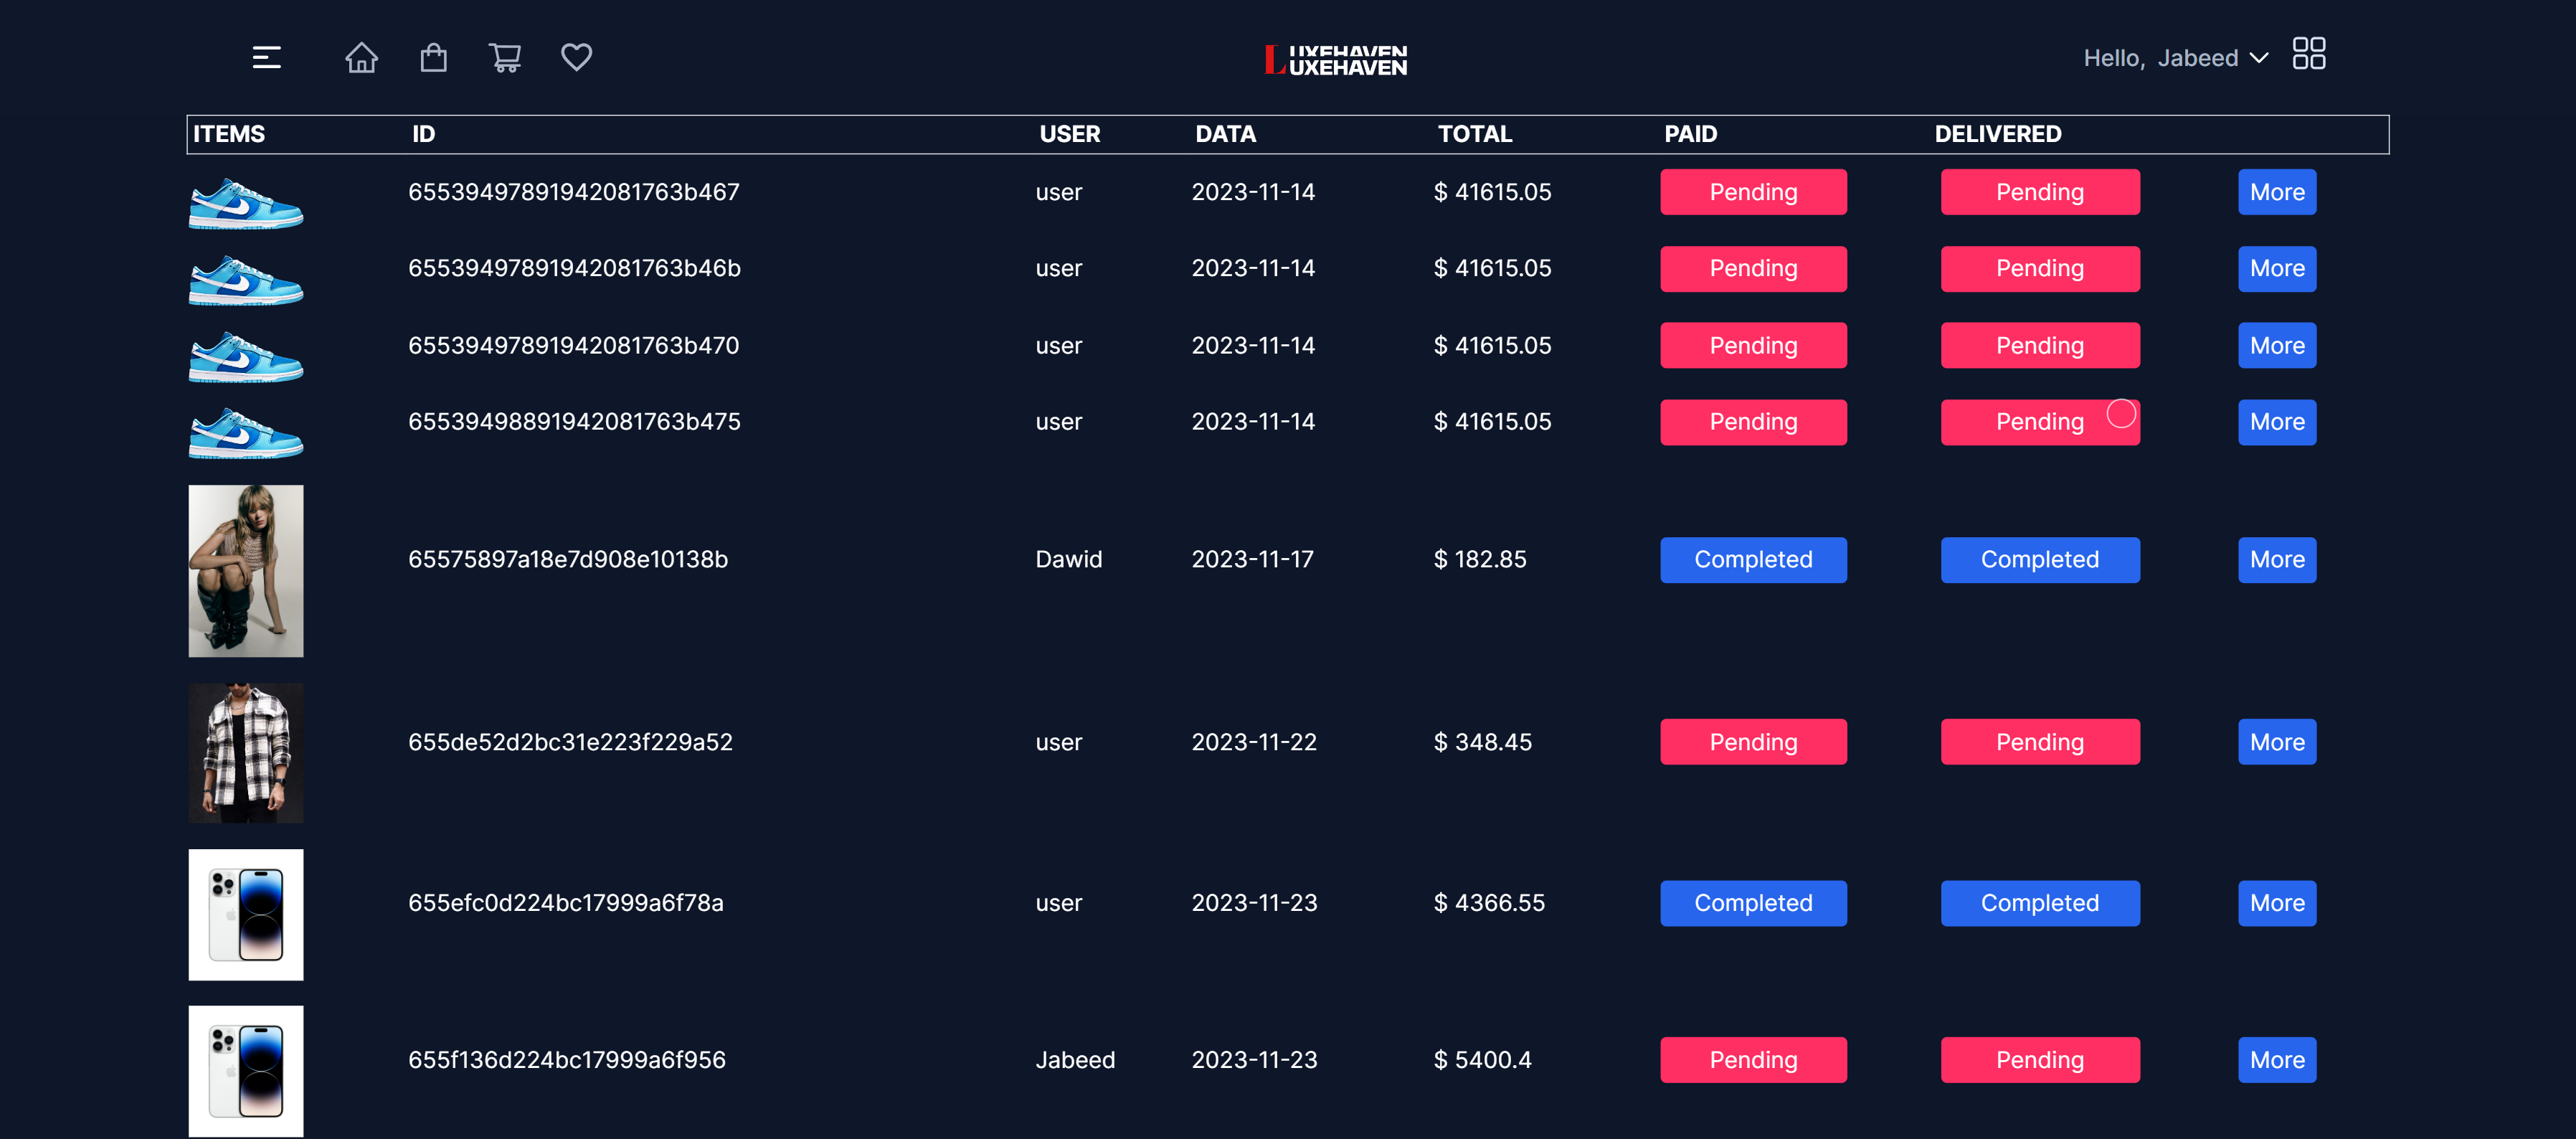 LUXEHAVEN
UXEHAVEN
Hello, Jabeed
ITEMS ID USER DATA TOTAL PAID DELIVERED
65539497891942081763b467 user 2023-11-14 $ 41615.05 Pending Pending More
65539497891942081763b46b user 2023-11-14 $ 41615.05 Pending Pending More
65539497891942081763b470 user 2023-11-14 $ 41615.05 Pending Pending More
65539498891942081763b475 user 2023-11-14 $ 41615.05 Pending Pending More
65575897a18e7d908e10138b Dawid 2023-11-17 $ 182.85 Completed Completed More
655de52d2bc31e223f229a52 user 2023-11-22 $ 348.45 Pending Pending More
655efc0d224bc17999a6f78a user 2023-11-23 $ 4366.55 Completed Completed More
655f136d224bc17999a6f956 Jabeed 2023-11-23 $ 5400.4 Pending Pending More